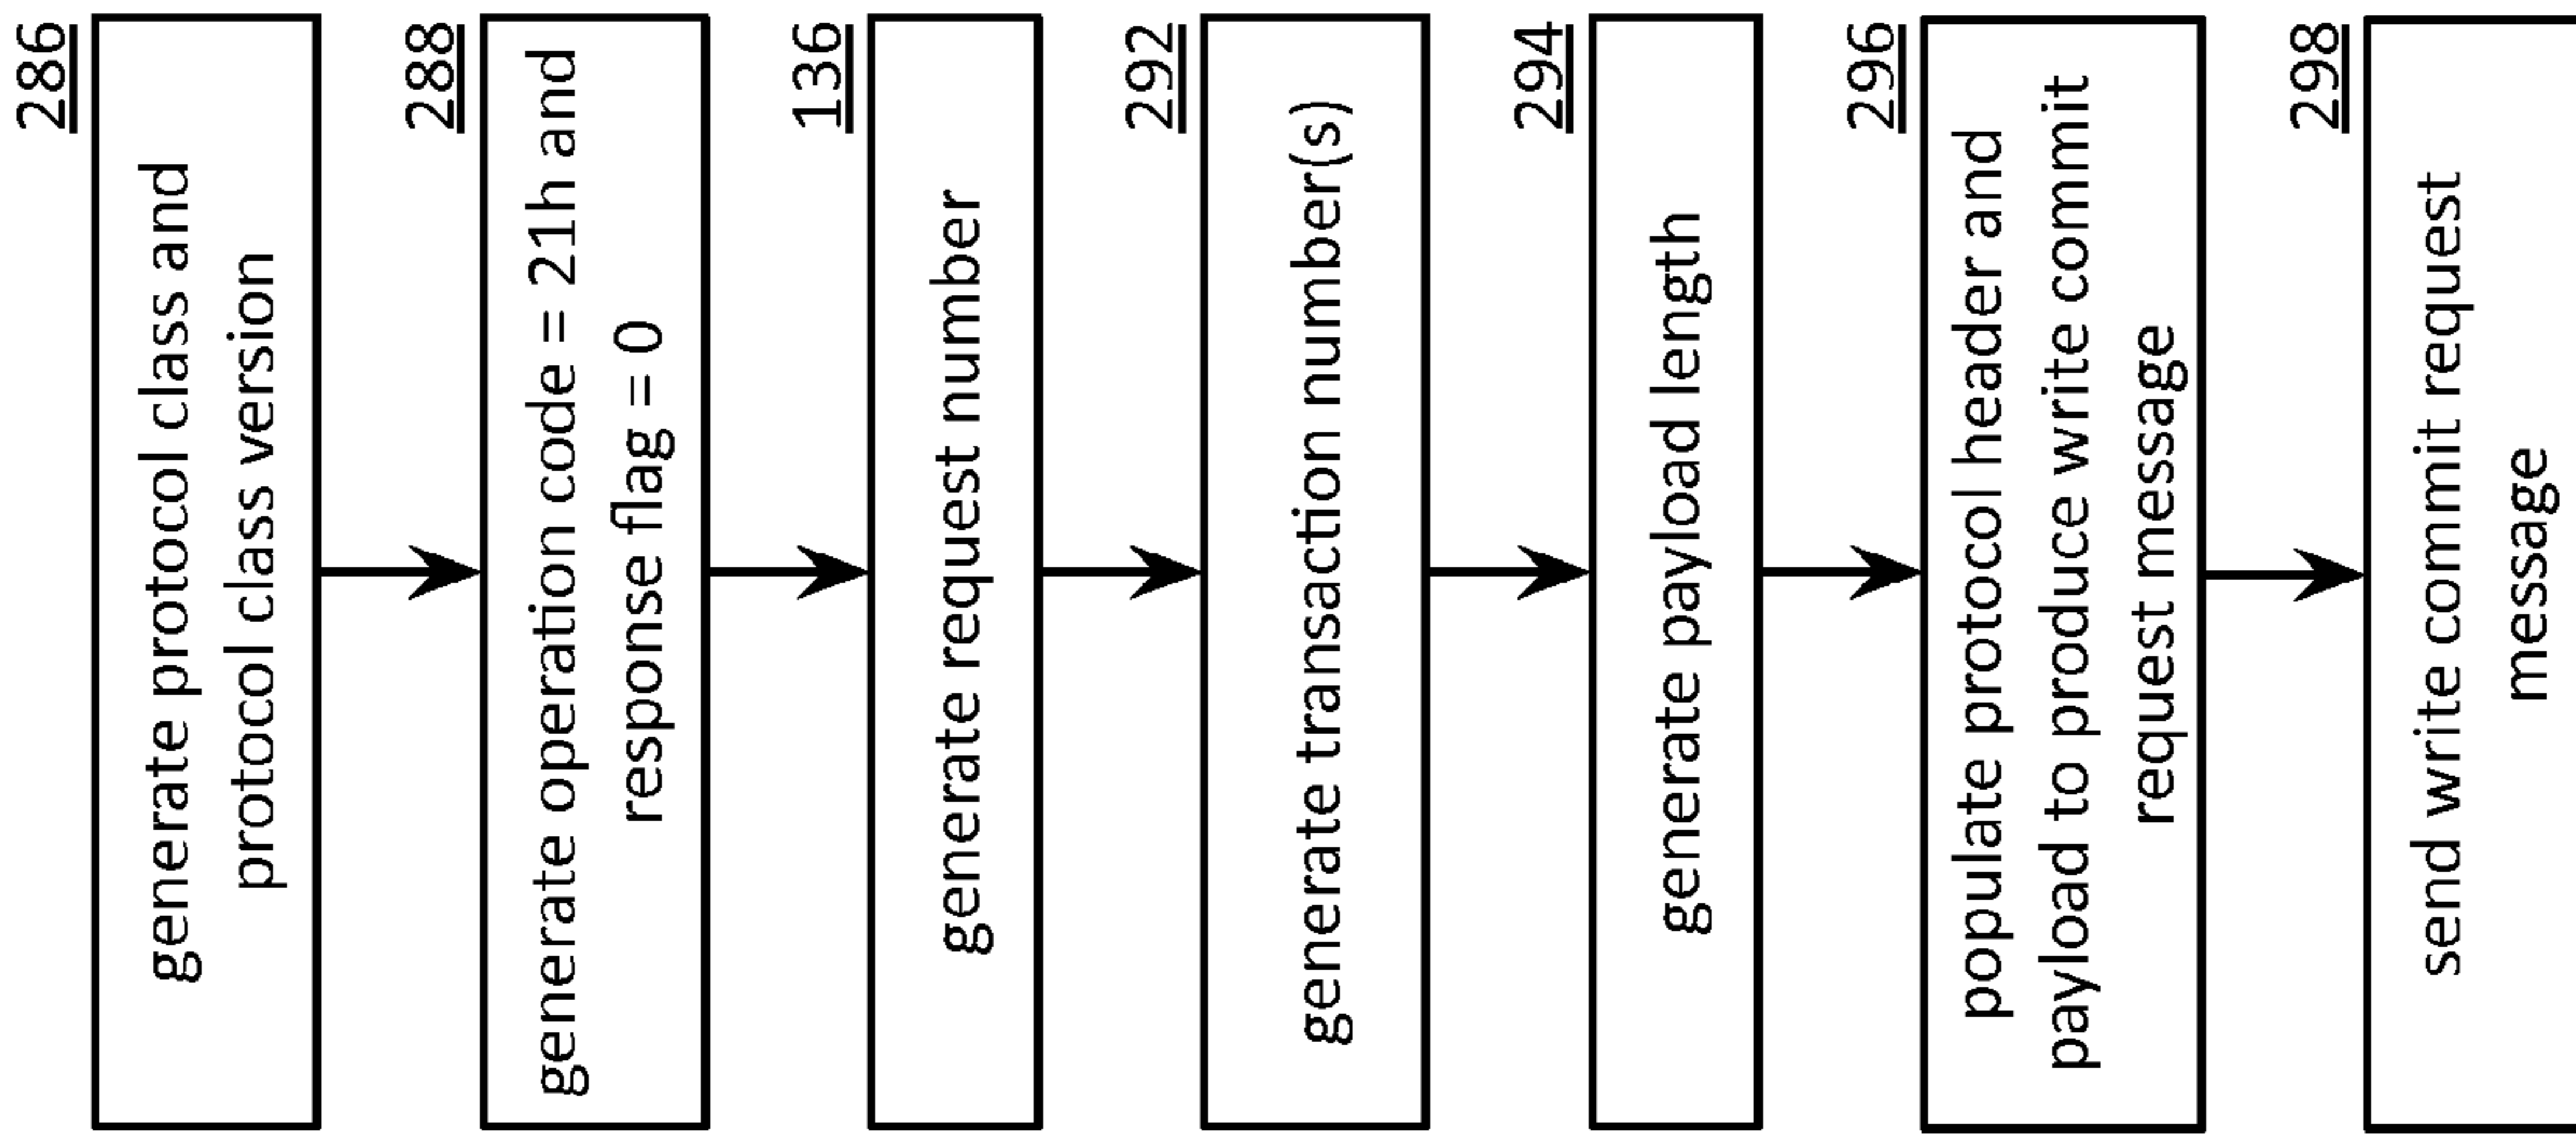 286
generate protocol class and
protocol class version
288
generate operation code = 21h and
response flag = 0
136
generate request number
292
generate transaction number(s)
294
generate payload length
296
populate protocol header and
payload to produce write commit
request message
298
send write commit request
message